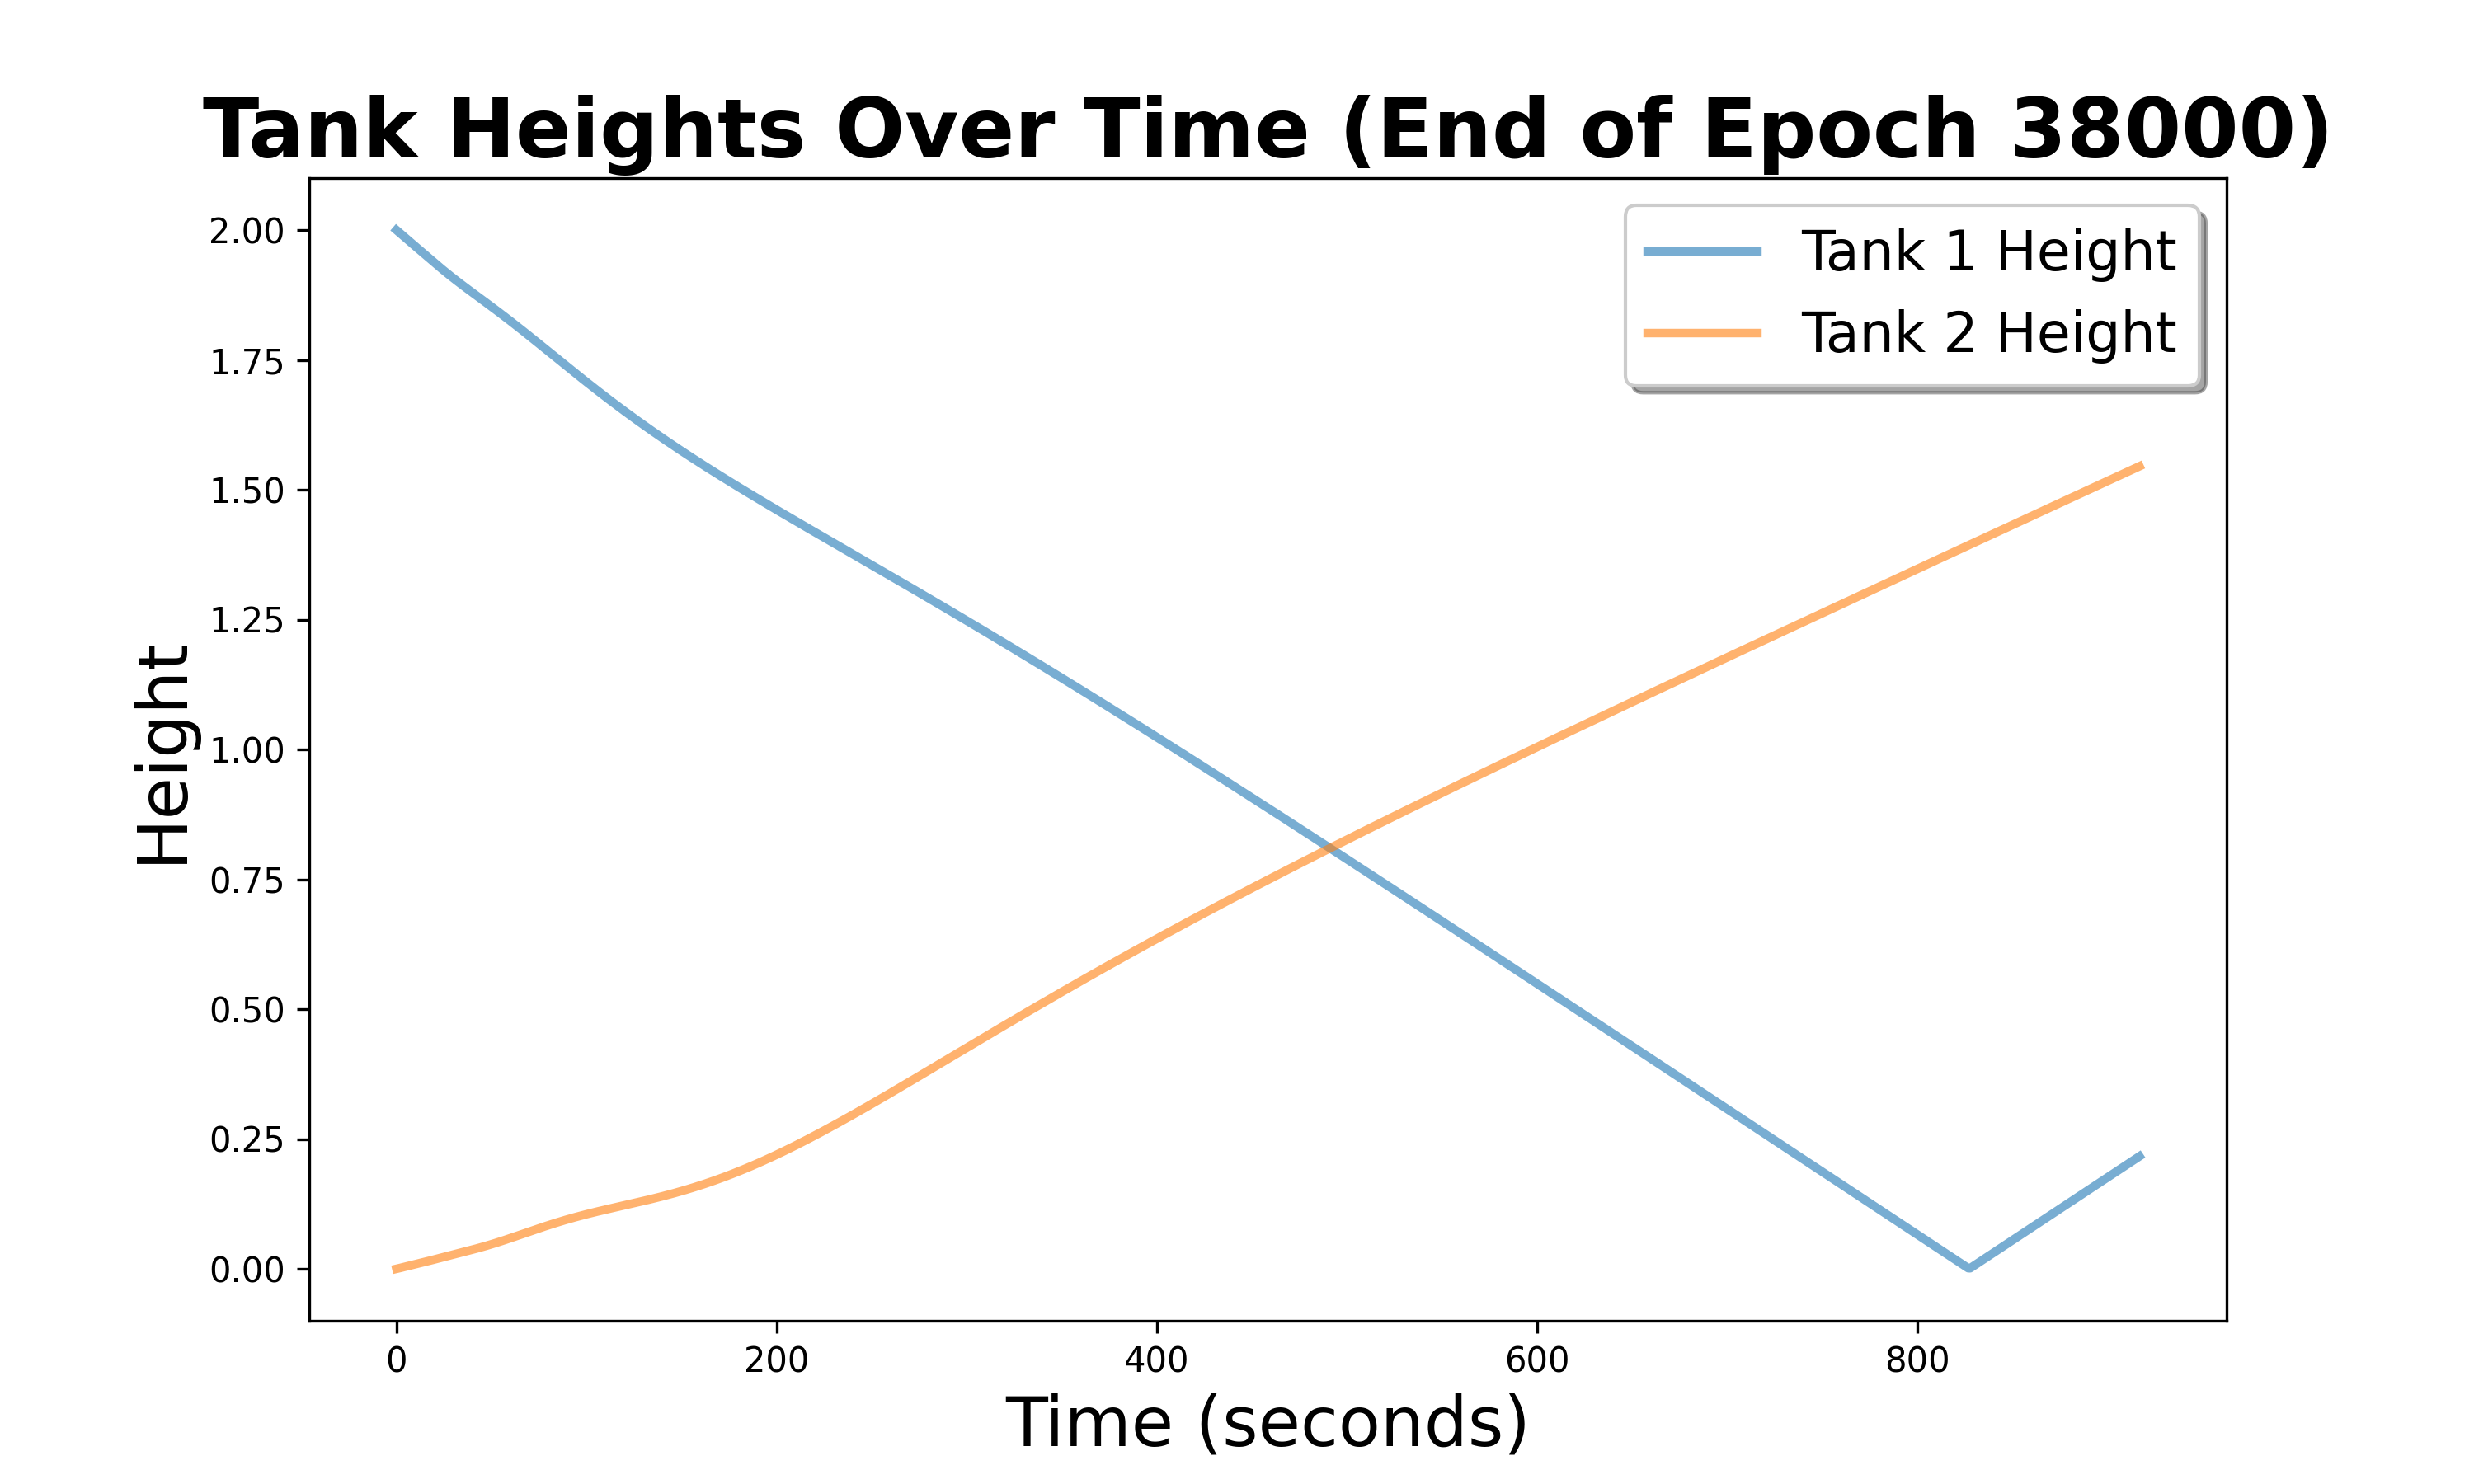 Tank Heights Over Time (End of Epoch 38000)
Tank 1 Height
Tank 2 Height
Height
2.00
1.75
1.50
1.25
1.00
0.75
0.50
0.25
0.00
0 200 400 600 800
Time (seconds)